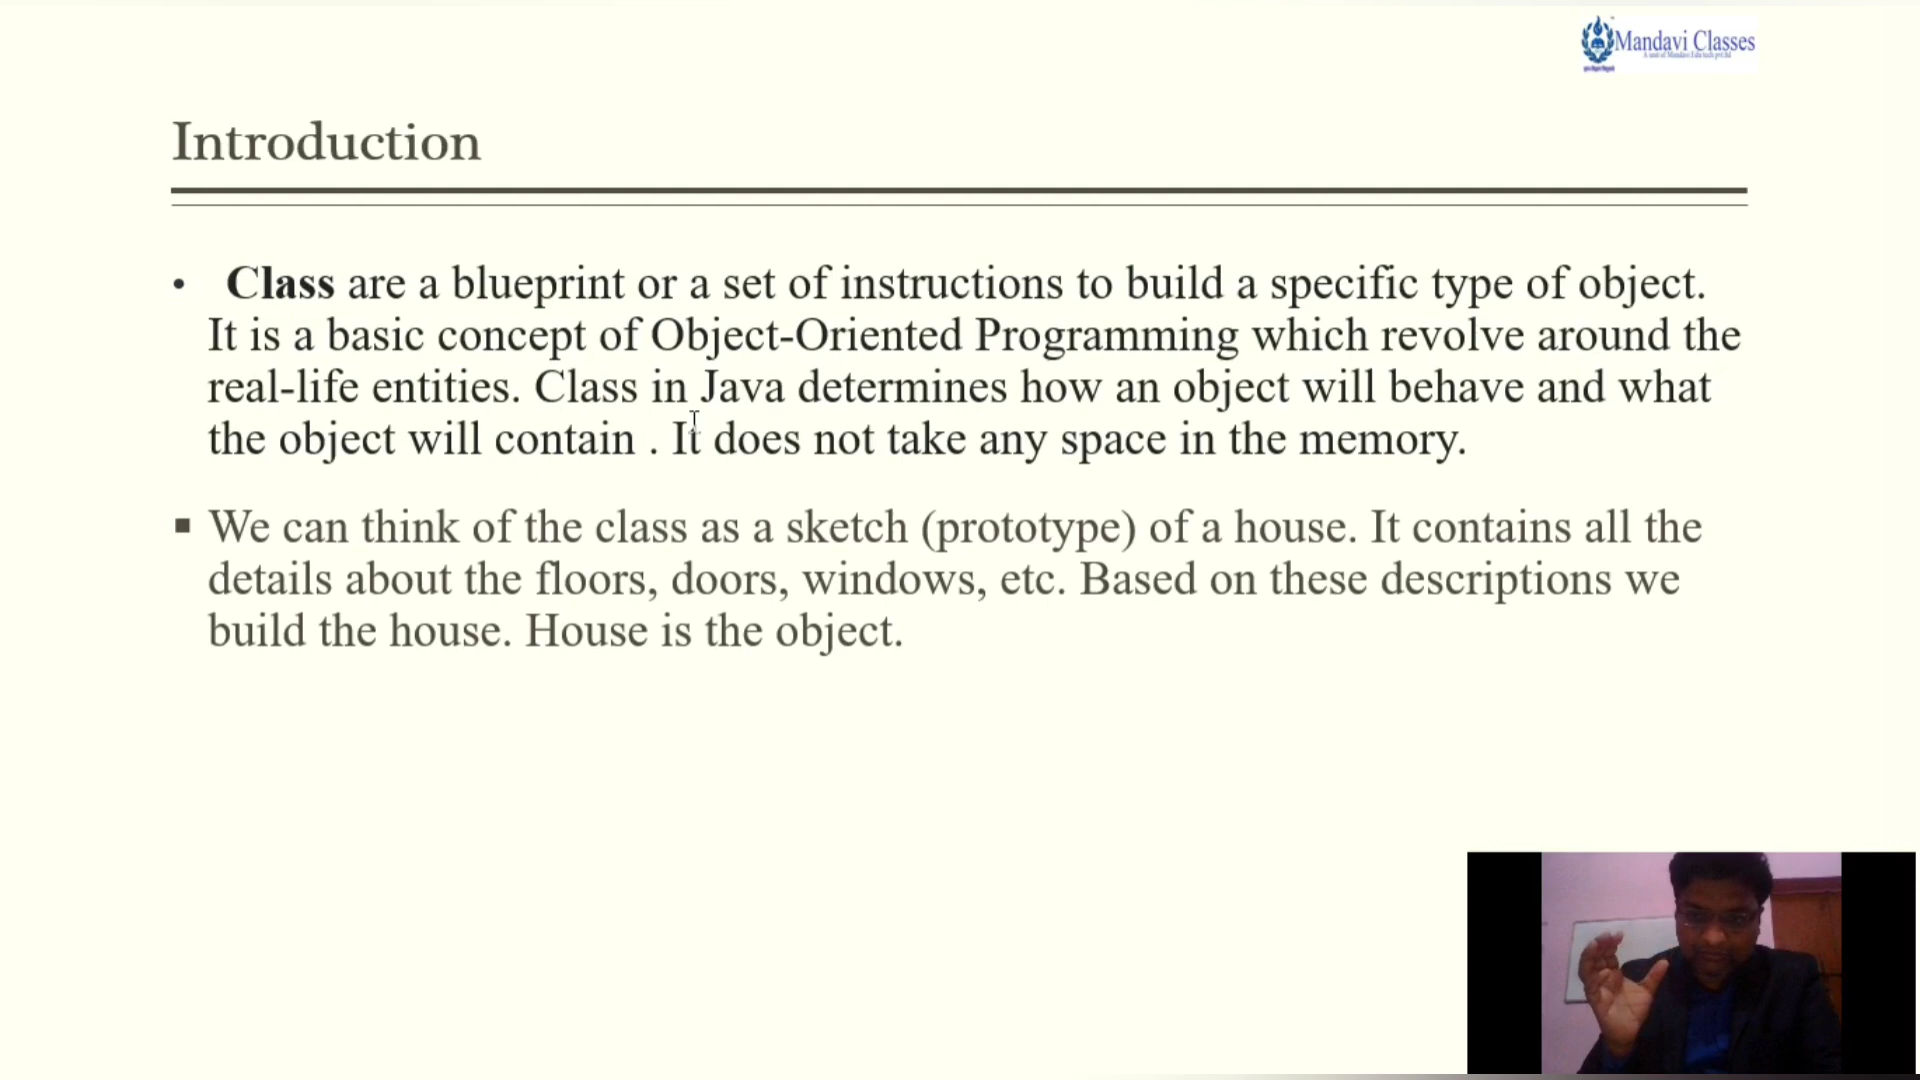 Mandavi Classes
Introduction
• Class are a blueprint or a set of instructions to build a specific type of object.
It is a basic concept of Object-Oriented Programming which revolve around the
real-life entities. Class in Java determines how an object will behave and what
the object will contain . It does not take any space in the memory.
▪ We can think of the class as a sketch (prototype) of a house. It contains all the
details about the floors, doors, windows, etc. Based on these descriptions we
build the house. House is the object.